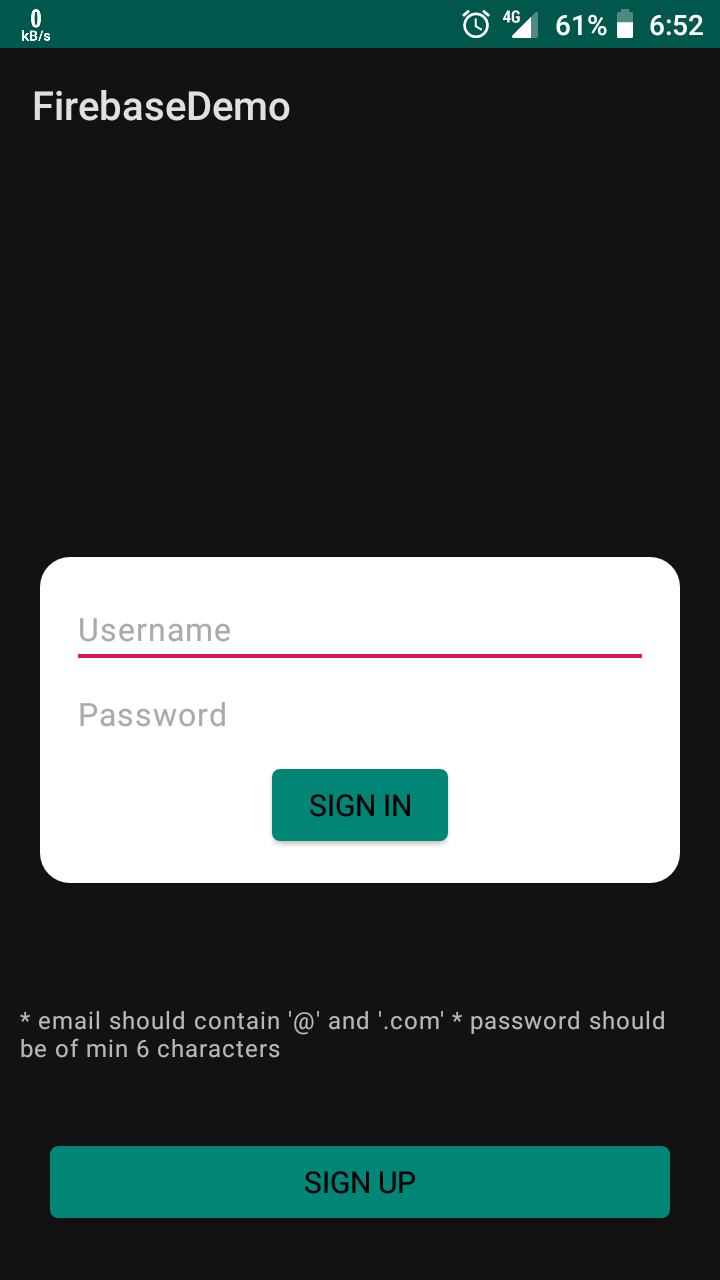 0
kB/s
4G
61%
6:52
FirebaseDemo
Username
Password
SIGN IN
* email should contain '@' and '.com' * password should
be of min 6 characters
SIGN UP